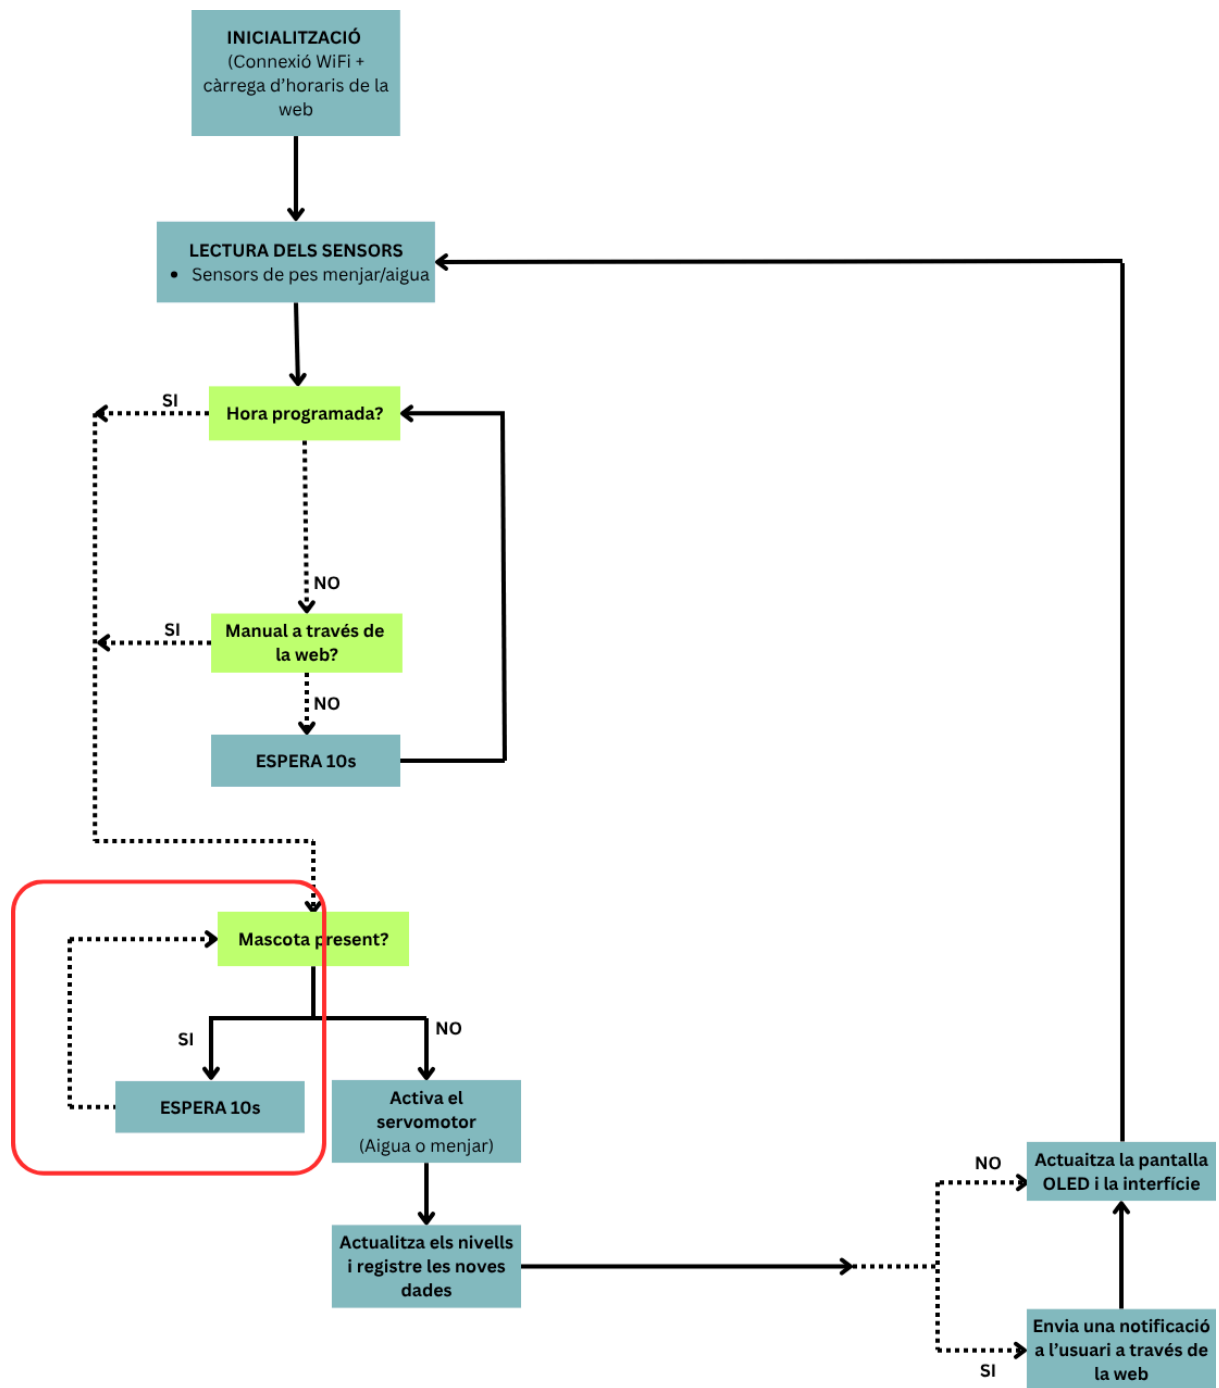 INICIALITZACIÓ
(Connexió WiFi +
càrrega d'horaris de la
web
LECTURA DELS SENSORS
• Sensors de pes menjar/aigua
SI
Hora programada?
NO
SI
Manual a través de
la web?
NO
ESPERA 10s
Mascota present?
SI
NO
ESPERA 10s
Activa el
servomotor
(Aigua o menjar)
Actualitza els nivells
i registre les noves
dades
NO
Actuaitza la pantalla
OLED i la interfície
SI
Envia una notificació
a l'usuari a través de
la web